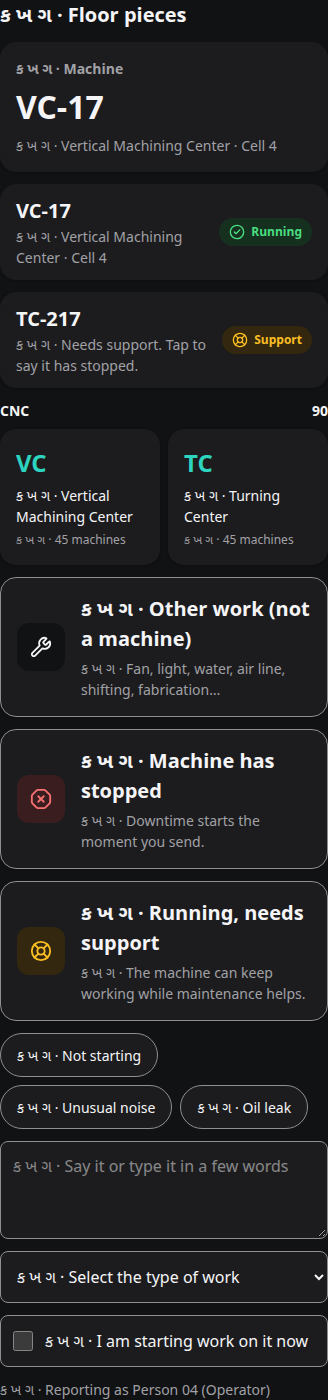 ક ખ ગ · Floor pieces
ક ખ ગ · Machine
VC-17
ક ખ ગ · Vertical Machining Center · Cell 4
VC-17
ક ખ ગ · Vertical Machining
Center · Cell 4
Running
TC-217
ક ખ ગ · Needs support. Tap to
say it has stopped.
Support
CNC 90
VC
ક ખ ગ · Vertical
Machining Center
ક ખ ગ · 45 machines
TC
ક ખ ગ · Turning
Center
ક ખ ગ · 45 machines
ક ખ ગ · Other work (not
a machine)
ક ખ ગ · Fan, light, water, air line,
shifting, fabrication…
ક ખ ગ · Machine has
stopped
ક ખ ગ · Downtime starts the
moment you send.
ક ખ ગ · Running, needs
support
ક ખ ગ · The machine can keep
working while maintenance helps.
ક ખ ગ · Not starting
ક ખ ગ · Unusual noise
ક ખ ગ · Oil leak
ક ખ ગ · Say it or type it in a few words
ક ખ ગ · Select the type of work
ક ખ ગ · I am starting work on it now
ક ખ ગ · Reporting as Person 04 (Operator)